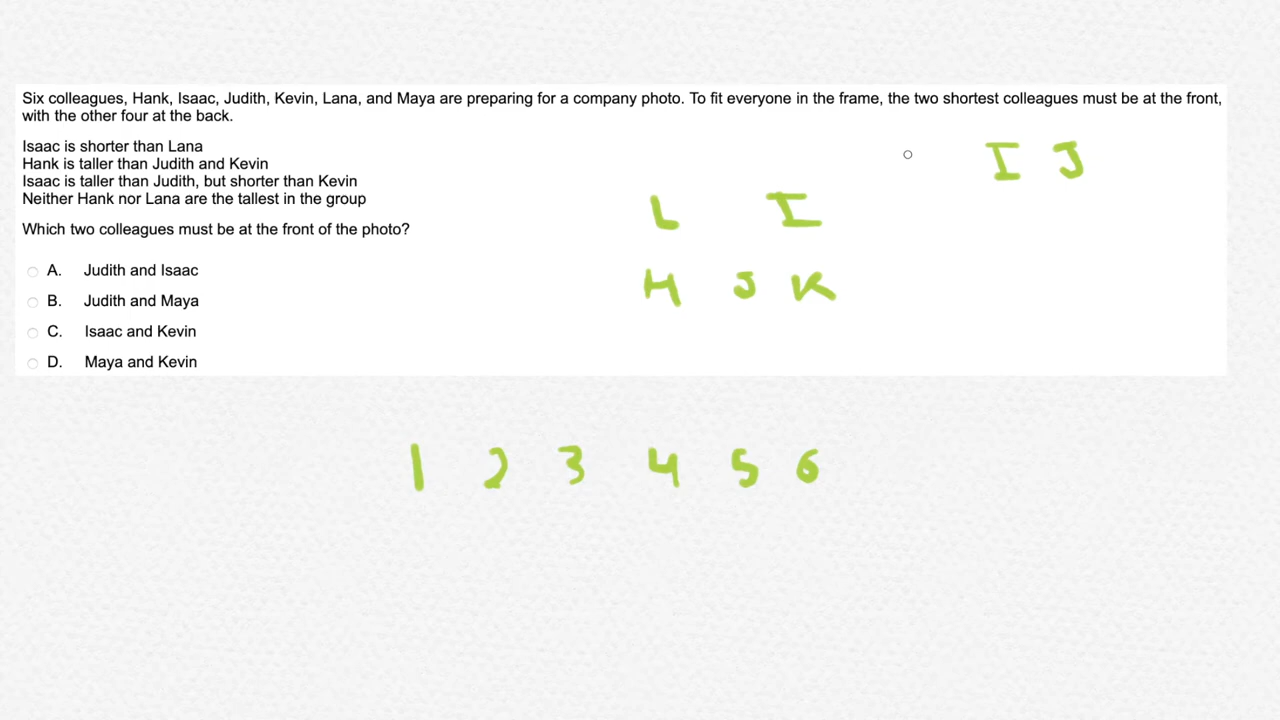 Six colleagues, Hank, Isaac, Judith, Kevin, Lana, and Maya are preparing for a company photo. To fit everyone in the frame, the two shortest colleagues must be at the front,
with the other four at the back.
Isaac is shorter than Lana
Hank is taller than Judith and Kevin
Isaac is taller than Judith, but shorter than Kevin
Neither Hank nor Lana are the tallest in the group
Which two colleagues must be at the front of the photo?
A. Judith and Isaac
B. Judith and Maya
C. Isaac and Kevin
D. Maya and Kevin
I J
L I
H J K
1 2 3 4 5 6